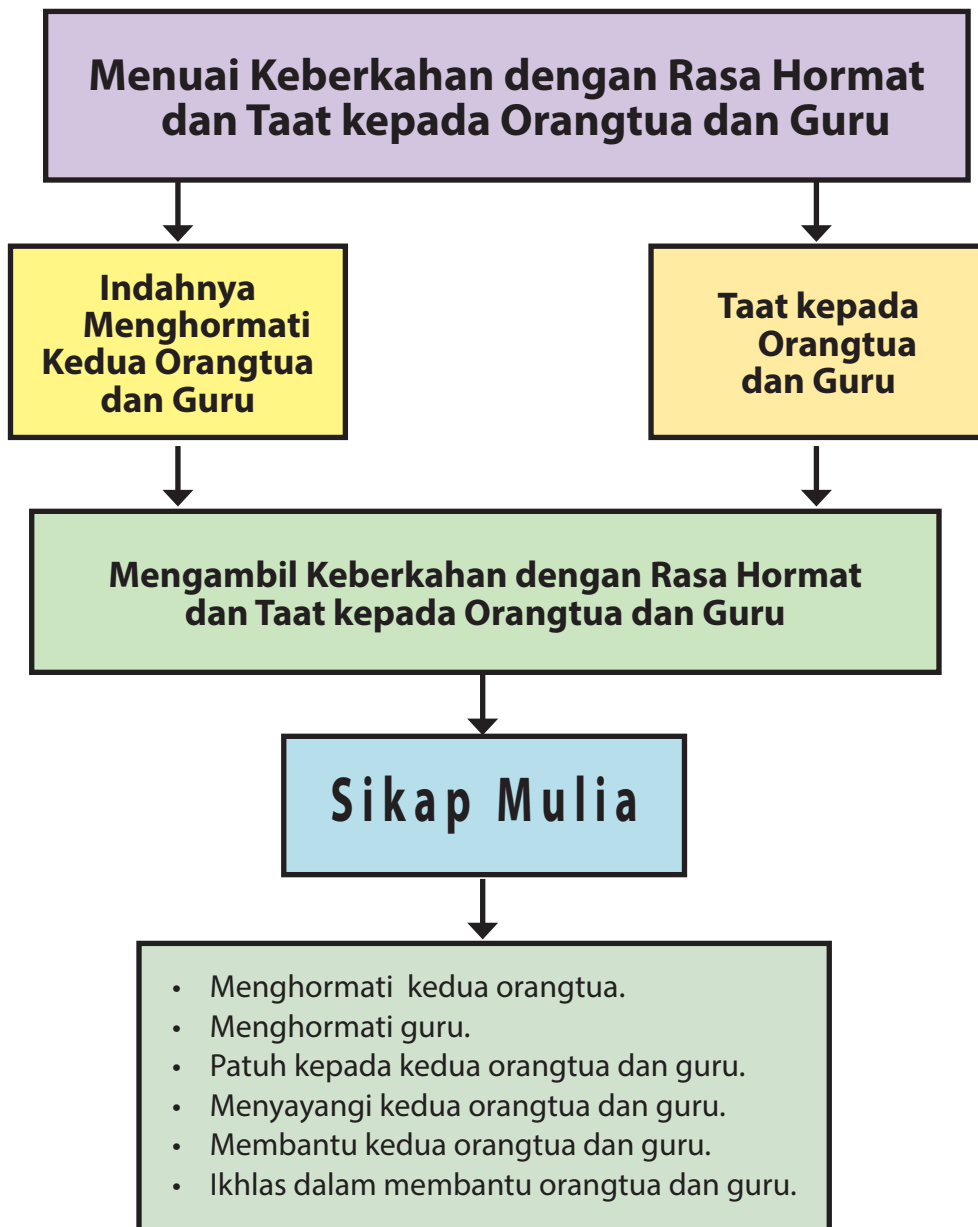 Menuai Keberkahan dengan Rasa Hormat
dan Taat kepada Orangtua dan Guru
Indahnya
Menghormati
Kedua Orangtua
dan Guru
Taat kepada
Orangtua
dan Guru
Mengambil Keberkahan dengan Rasa Hormat
dan Taat kepada Orangtua dan Guru
Sikap Mulia
• Menghormati kedua orangtua.
• Menghormati guru.
• Patuh kepada kedua orangtua dan guru.
• Menyayangi kedua orangtua dan guru.
• Membantu kedua orangtua dan guru.
• Ikhlas dalam membantu orangtua dan guru.